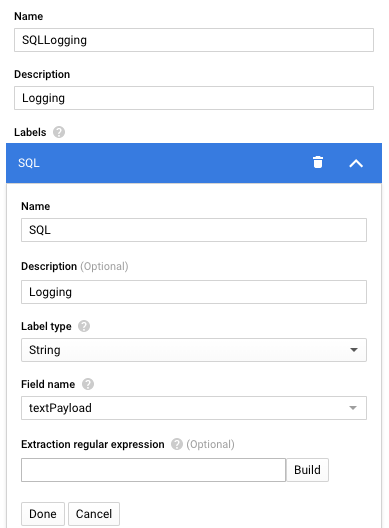 Name
SQLLogging
Description
Logging
Labels ?
SQL
Name
SQL
Description (Optional)
Logging
Label type ?
String
Field name ?
textPayload
Extraction regular expression ? (Optional)
Build
Done Cancel